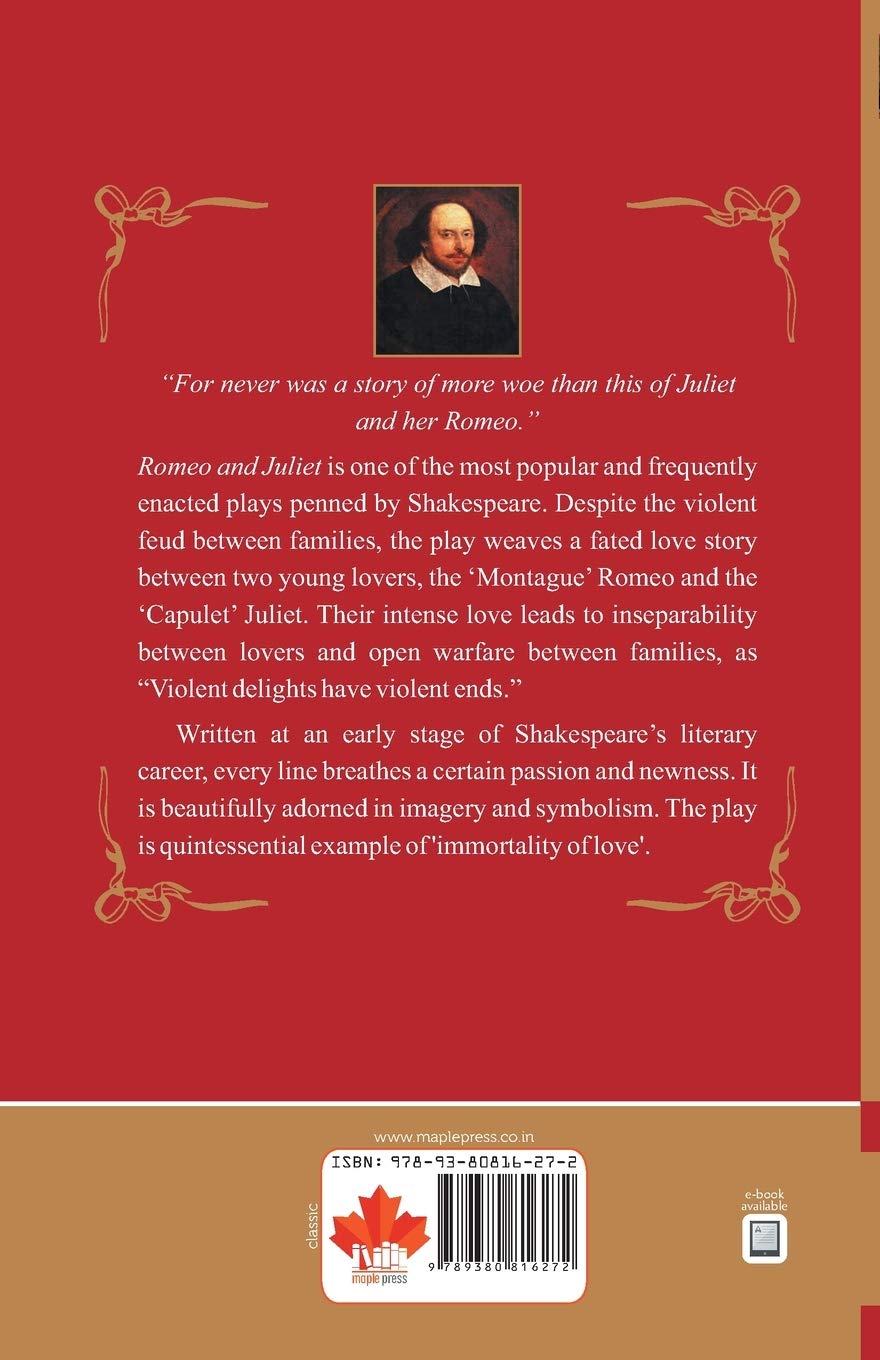 “For never was a story of more woe than this of Juliet
and her Romeo.”
Romeo and Juliet is one of the most popular and frequently
enacted plays penned by Shakespeare. Despite the violent
feud between families, the play weaves a fated love story
between two young lovers, the ‘Montague’ Romeo and the
‘Capulet’ Juliet. Their intense love leads to inseparability
between lovers and open warfare between families, as
“Violent delights have violent ends.”
Written at an early stage of Shakespeare’s literary
career, every line breathes a certain passion and newness. It
is beautifully adorned in imagery and symbolism. The play
is quintessential example of 'immortality of love'.
www.maplepress.co.in
ISBN: 978-93-80816-27-2
classic
maple press
9 789380 816272
e-book
available
A